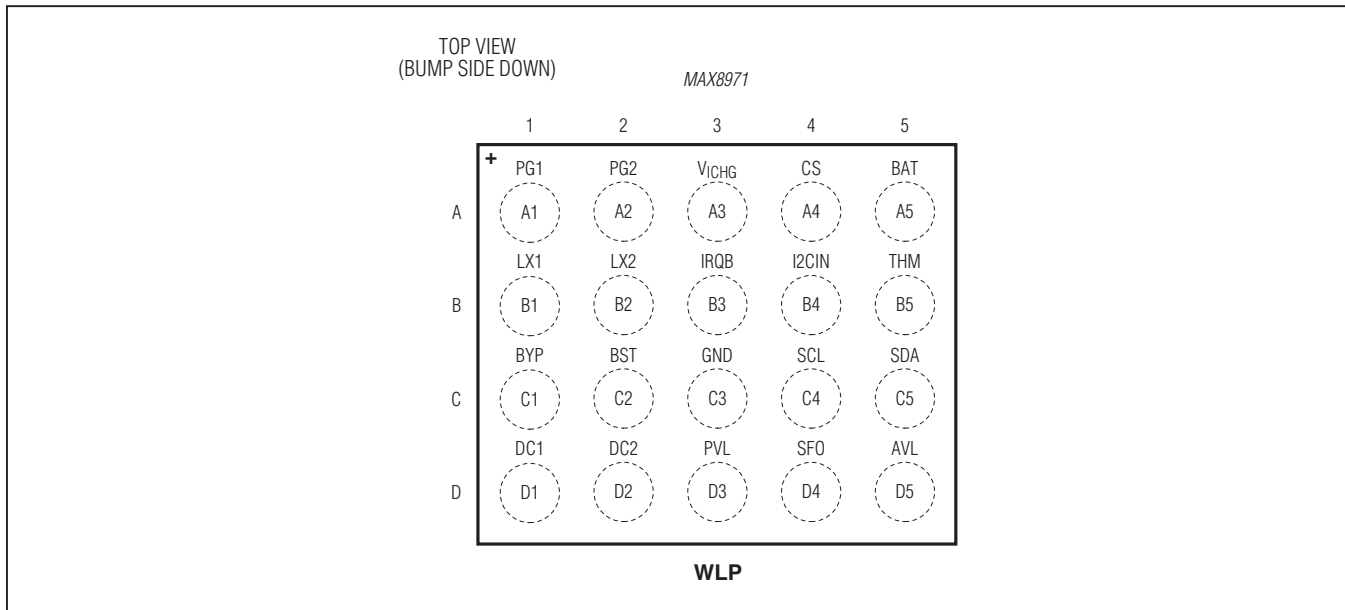 TOP VIEW
(BUMP SIDE DOWN)
MAX8971
1 2 3 4 5
+
PG1 PG2 VICHG CS BAT
A A1 A2 A3 A4 A5
LX1 LX2 IRQB I2CIN THM
B B1 B2 B3 B4 B5
BYP BST GND SCL SDA
C C1 C2 C3 C4 C5
DC1 DC2 PVL SFO AVL
D D1 D2 D3 D4 D5
WLP